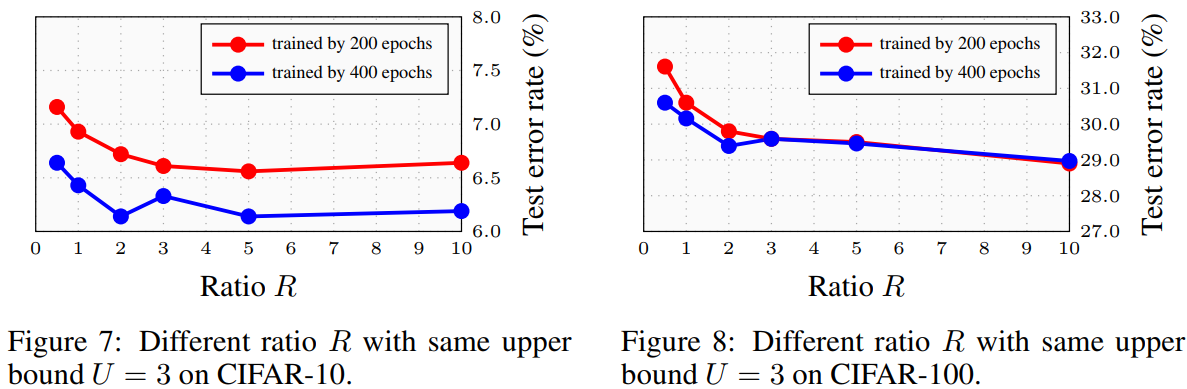 trained by 200 epochs
trained by 400 epochs
8.0
7.5
7.0
6.5
6.0
Test error rate (%)
0 1 2 3 4 5 6 7 8 9 10
Ratio R
Figure 7: Different ratio R with same upper
bound U = 3 on CIFAR-10.
trained by 200 epochs
trained by 400 epochs
33.0
32.0
31.0
30.0
29.0
28.0
27.0
Test error rate (%)
0 1 2 3 4 5 6 7 8 9 10
Ratio R
Figure 8: Different ratio R with same upper
bound U = 3 on CIFAR-100.